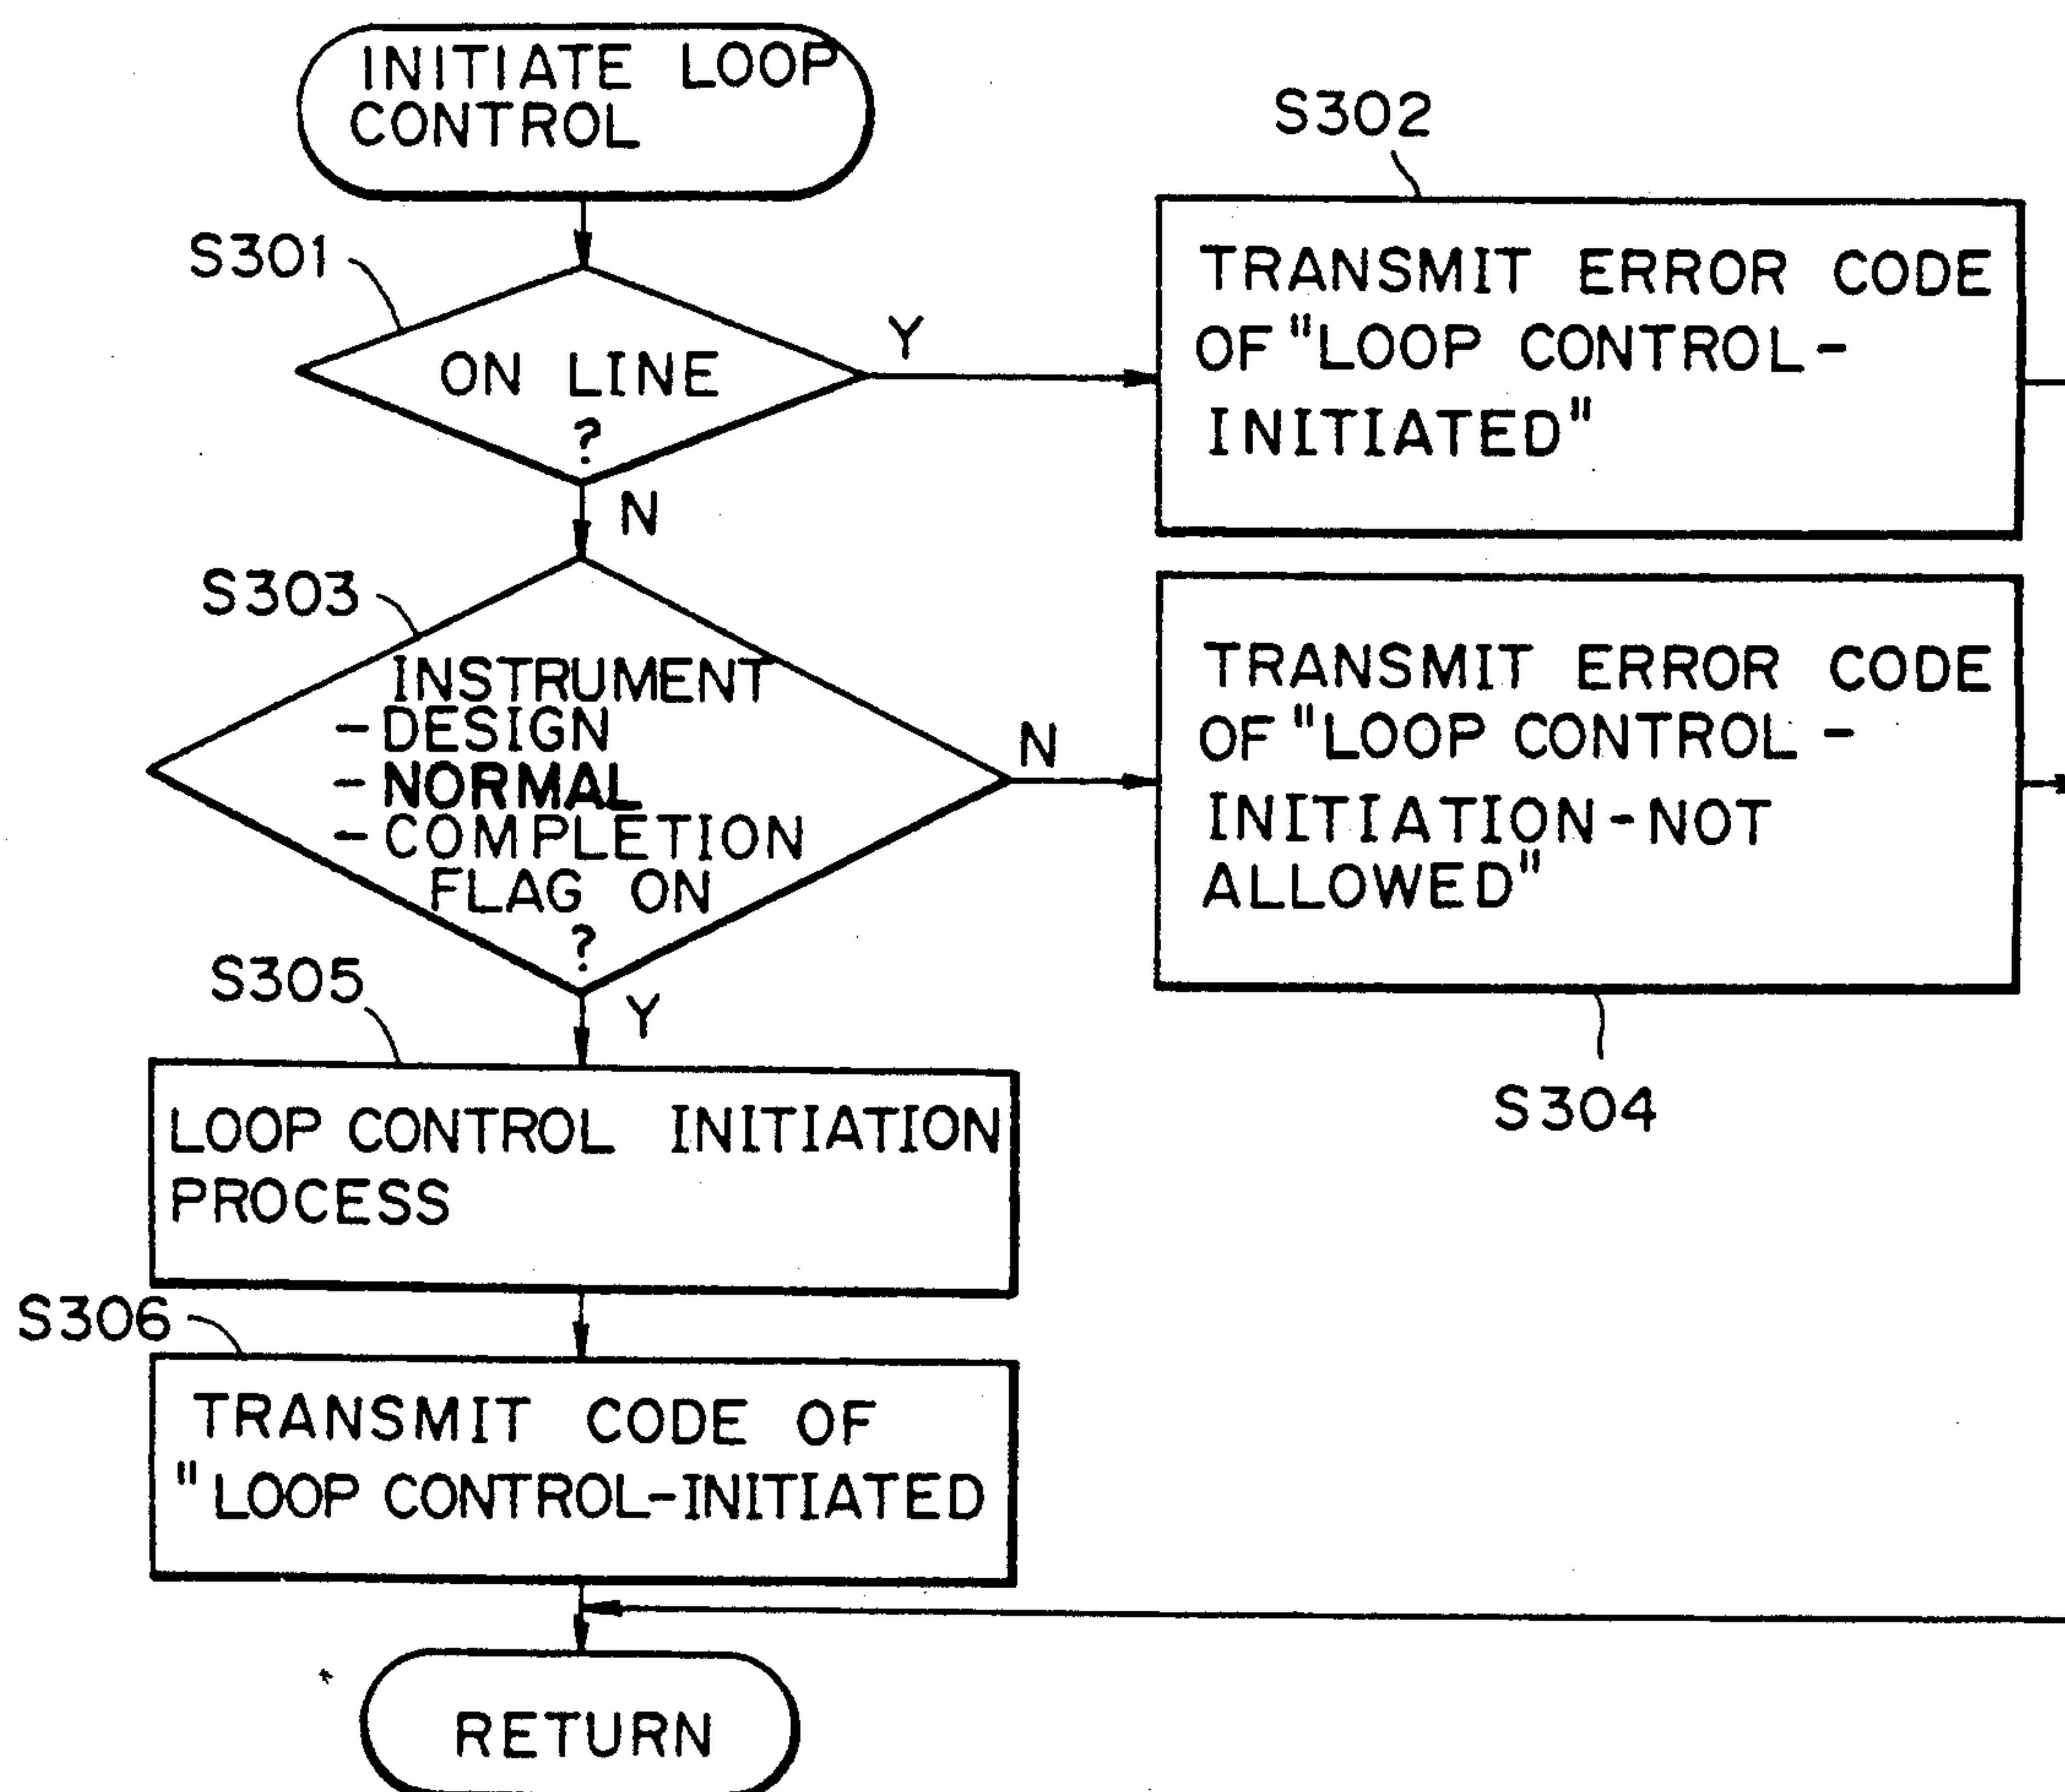 INITIATE LOOP
CONTROL
S301
ON LINE
?
Y
N
S302
TRANSMIT ERROR CODE
OF "LOOP CONTROL-
INITIATED"
S303
INSTRUMENT
-DESIGN
-NORMAL
-COMPLETION
FLAG ON
?
N
Y
TRANSMIT ERROR CODE
OF "LOOP CONTROL-
INITIATION-NOT
ALLOWED"
S304
S305
LOOP CONTROL INITIATION
PROCESS
S306
TRANSMIT CODE OF
"LOOP CONTROL-INITIATED
RETURN